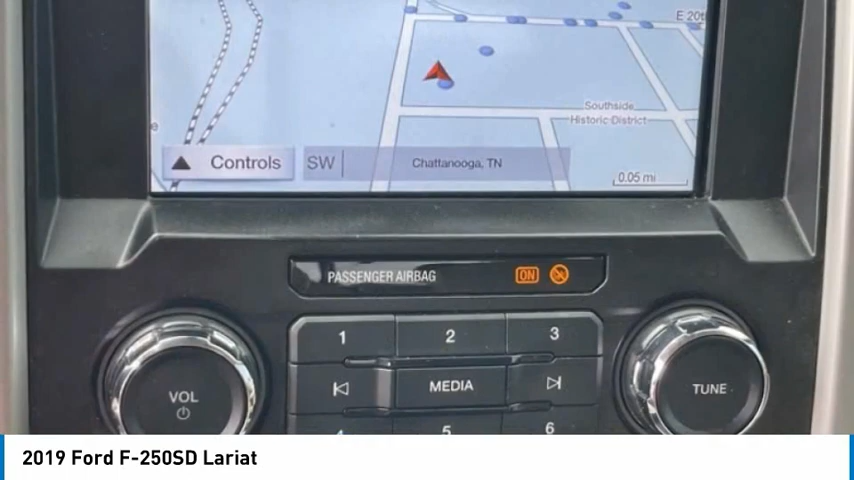 E 20t
Southside
Historic District
e
Controls
SW
Chattanooga, TN
0.05 mi
PASSENGER AIRBAG
ON
1
2
3
VOL
MEDIA
TUNE
4
5
6
2019 Ford F-250SD Lariat